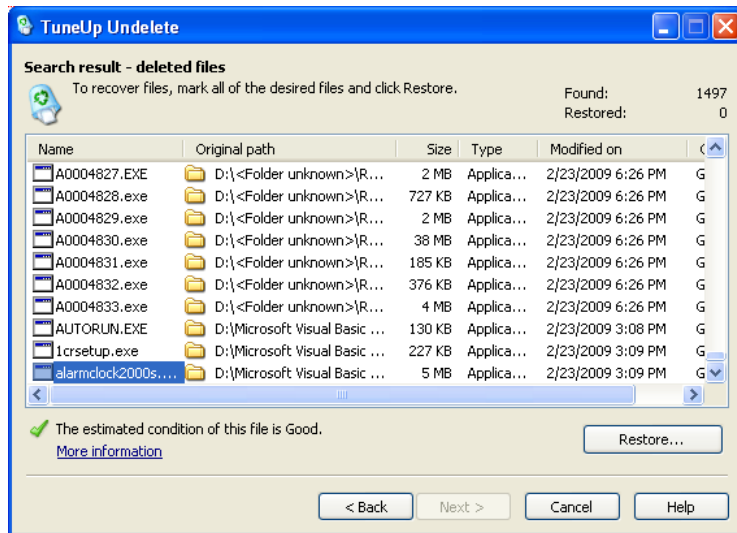 TuneUp Undelete
Search result - deleted files
To recover files, mark all of the desired files and click Restore.
Found: 1497
Restored: 0
Name Original path Size Type Modified on
A0004827.EXE D:\<Folder unknown>\R... 2 MB Applica... 2/23/2009 6:26 PM G
A0004828.exe D:\<Folder unknown>\R... 727 KB Applica... 2/23/2009 6:26 PM G
A0004829.exe D:\<Folder unknown>\R... 2 MB Applica... 2/23/2009 6:26 PM G
A0004830.exe D:\<Folder unknown>\R... 38 MB Applica... 2/23/2009 6:26 PM G
A0004831.exe D:\<Folder unknown>\R... 185 KB Applica... 2/23/2009 6:26 PM G
A0004832.exe D:\<Folder unknown>\R... 376 KB Applica... 2/23/2009 6:26 PM G
A0004833.exe D:\<Folder unknown>\R... 4 MB Applica... 2/23/2009 6:26 PM G
AUTORUN.EXE D:\Microsoft Visual Basic ... 130 KB Applica... 2/23/2009 3:08 PM G
1crsetup.exe D:\Microsoft Visual Basic ... 227 KB Applica... 2/23/2009 3:09 PM G
alarmclock2000s.... D:\Microsoft Visual Basic ... 5 MB Applica... 2/23/2009 3:09 PM G
The estimated condition of this file is Good.
More information
Restore...
< Back Next > Cancel Help